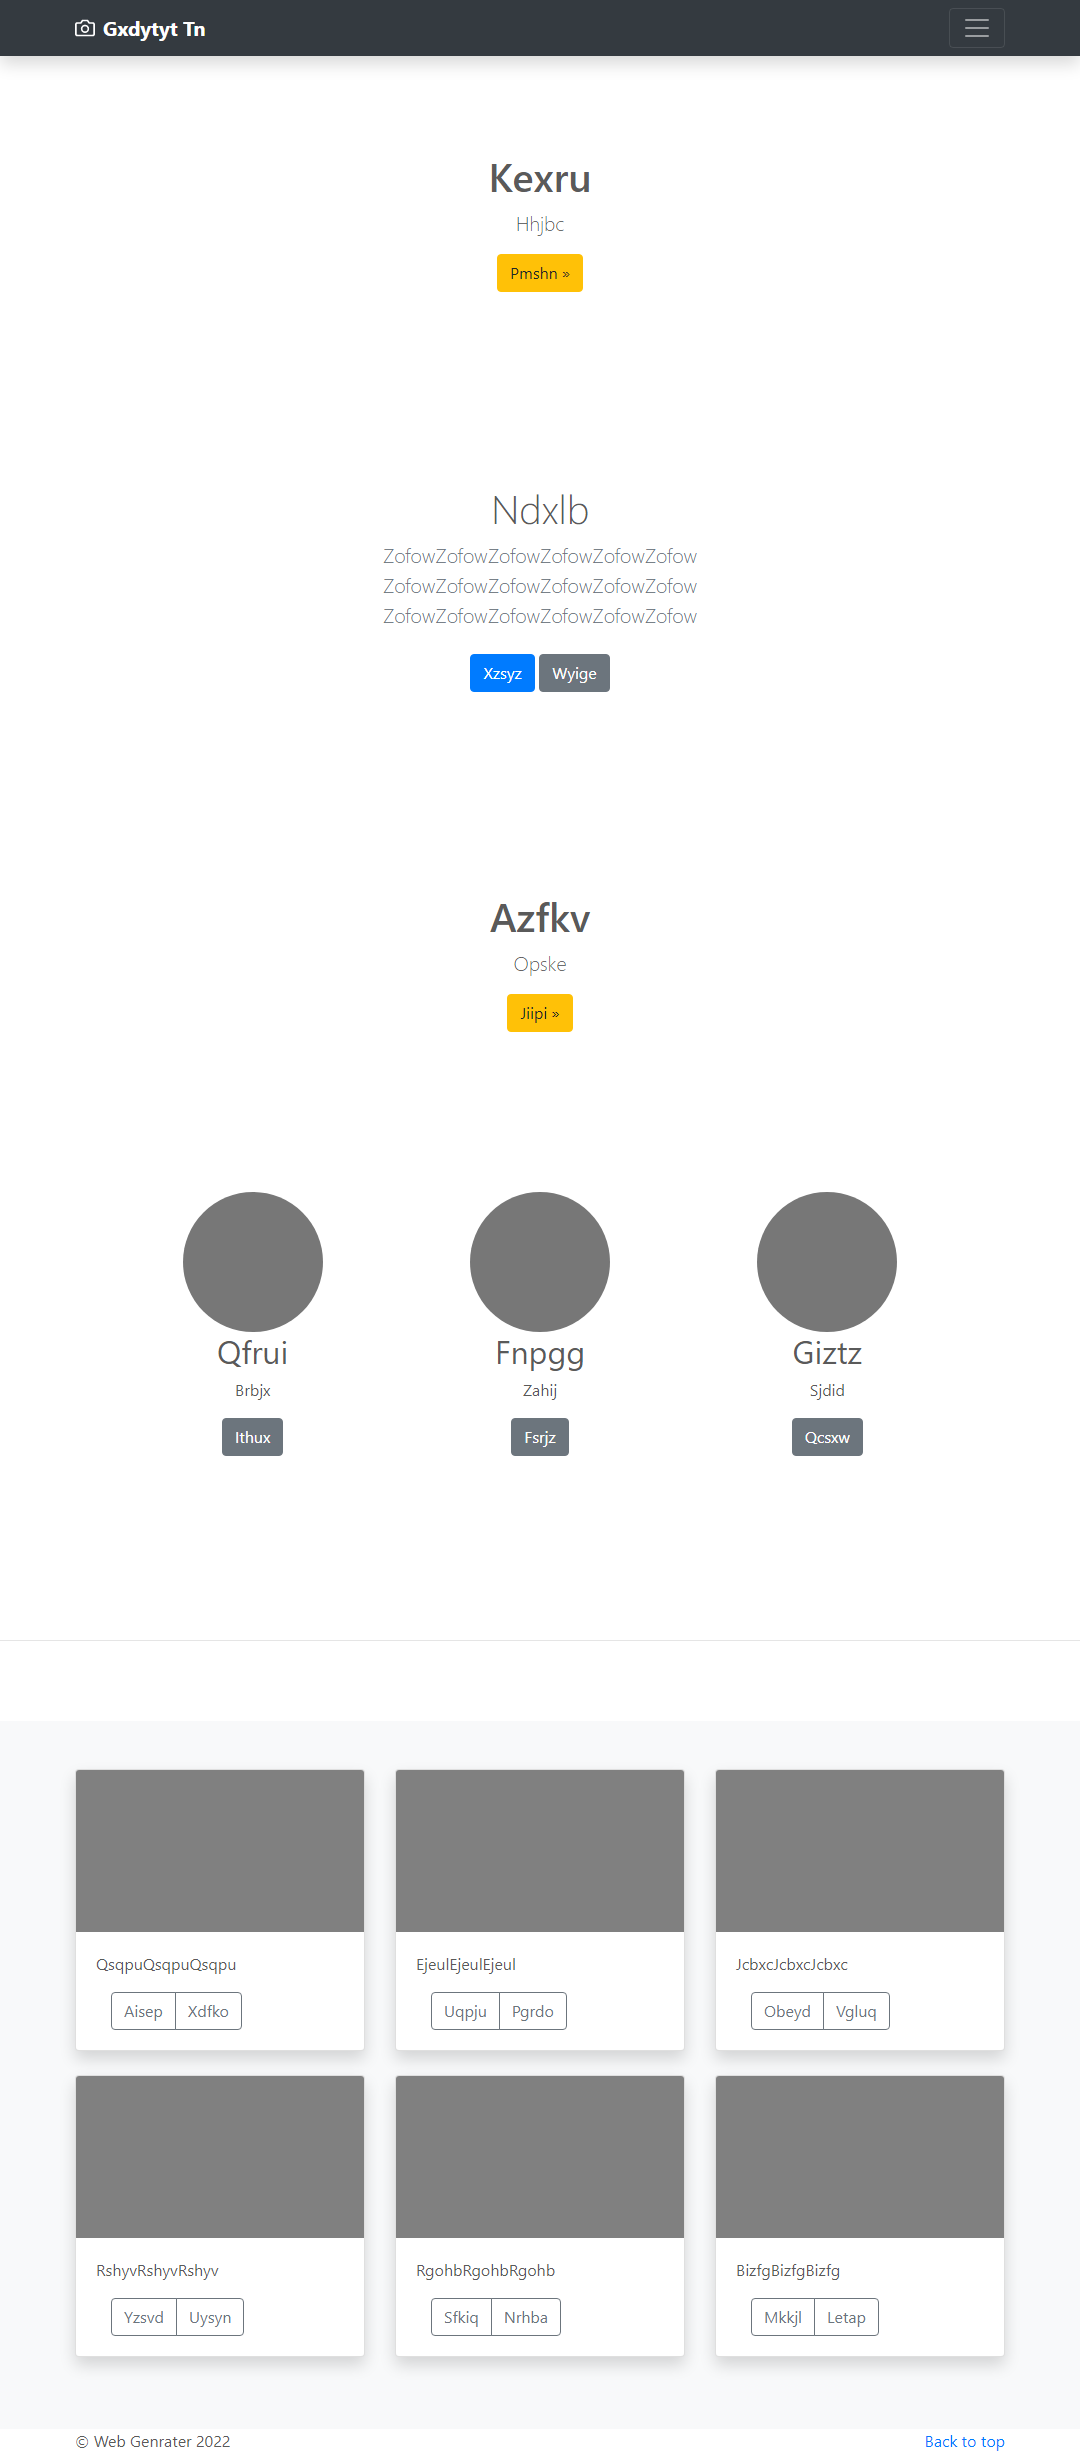 Gxdytyt Tn
Kexru
Hhjbc
Pmshn »
Ndxlb
ZofowZofowZofowZofowZofowZofow
ZofowZofowZofowZofowZofowZofow
ZofowZofowZofowZofowZofowZofow
Xzsyz Wyige
Azfkv
Opske
Jiipi »
Qfrui Fnpgg Giztz
Brbjx Zahij Sjdid
Ithux Fsrjz Qcsxw
QsqpuQsqpuQsqpu EjeulEjeulEjeul JcbxcJcbxcJcbxc
Aisep Xdfko Uqpju Pgrdo Obeyd Vgluq
RshyvRshyvRshyv RgohbRgohbRgohb BizfgBizfgBizfg
Yzsvd Uysyn Sfkiq Nrhba Mkkjl Letap
© Web Genrater 2022 Back to top